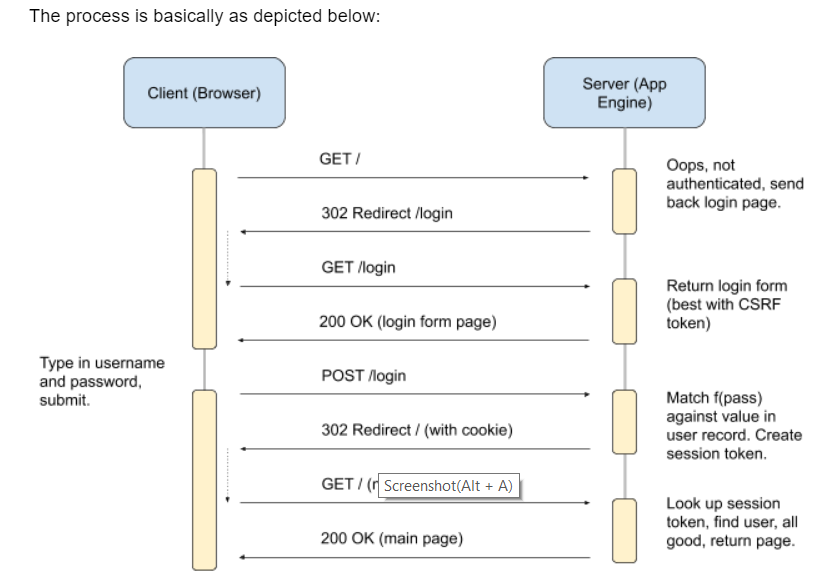 The process is basically as depicted below:
Client (Browser)
Server (App
Engine)
GET /
Oops, not
authenticated, send
back login page.
302 Redirect /login
GET /login
Return login form
(best with CSRF
token)
200 OK (login form page)
Type in username
and password,
submit.
POST /login
Match f(pass)
against value in
user record. Create
session token.
302 Redirect / (with cookie)
GET / (
Screenshot(Alt + A)
Look up session
token, find user, all
good, return page.
200 OK (main page)